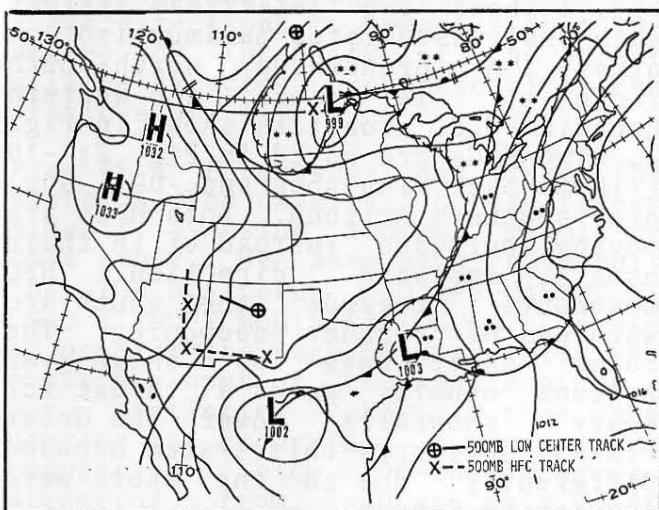 50° 130° 120° 110° 90° 80° 50° 70°
L
999
H
1032
H
1033
L
1003
L
1002
1016
1012
110°
⊕— 500MB LOW CENTER TRACK
X--- 500MB HFC TRACK
90°
20°